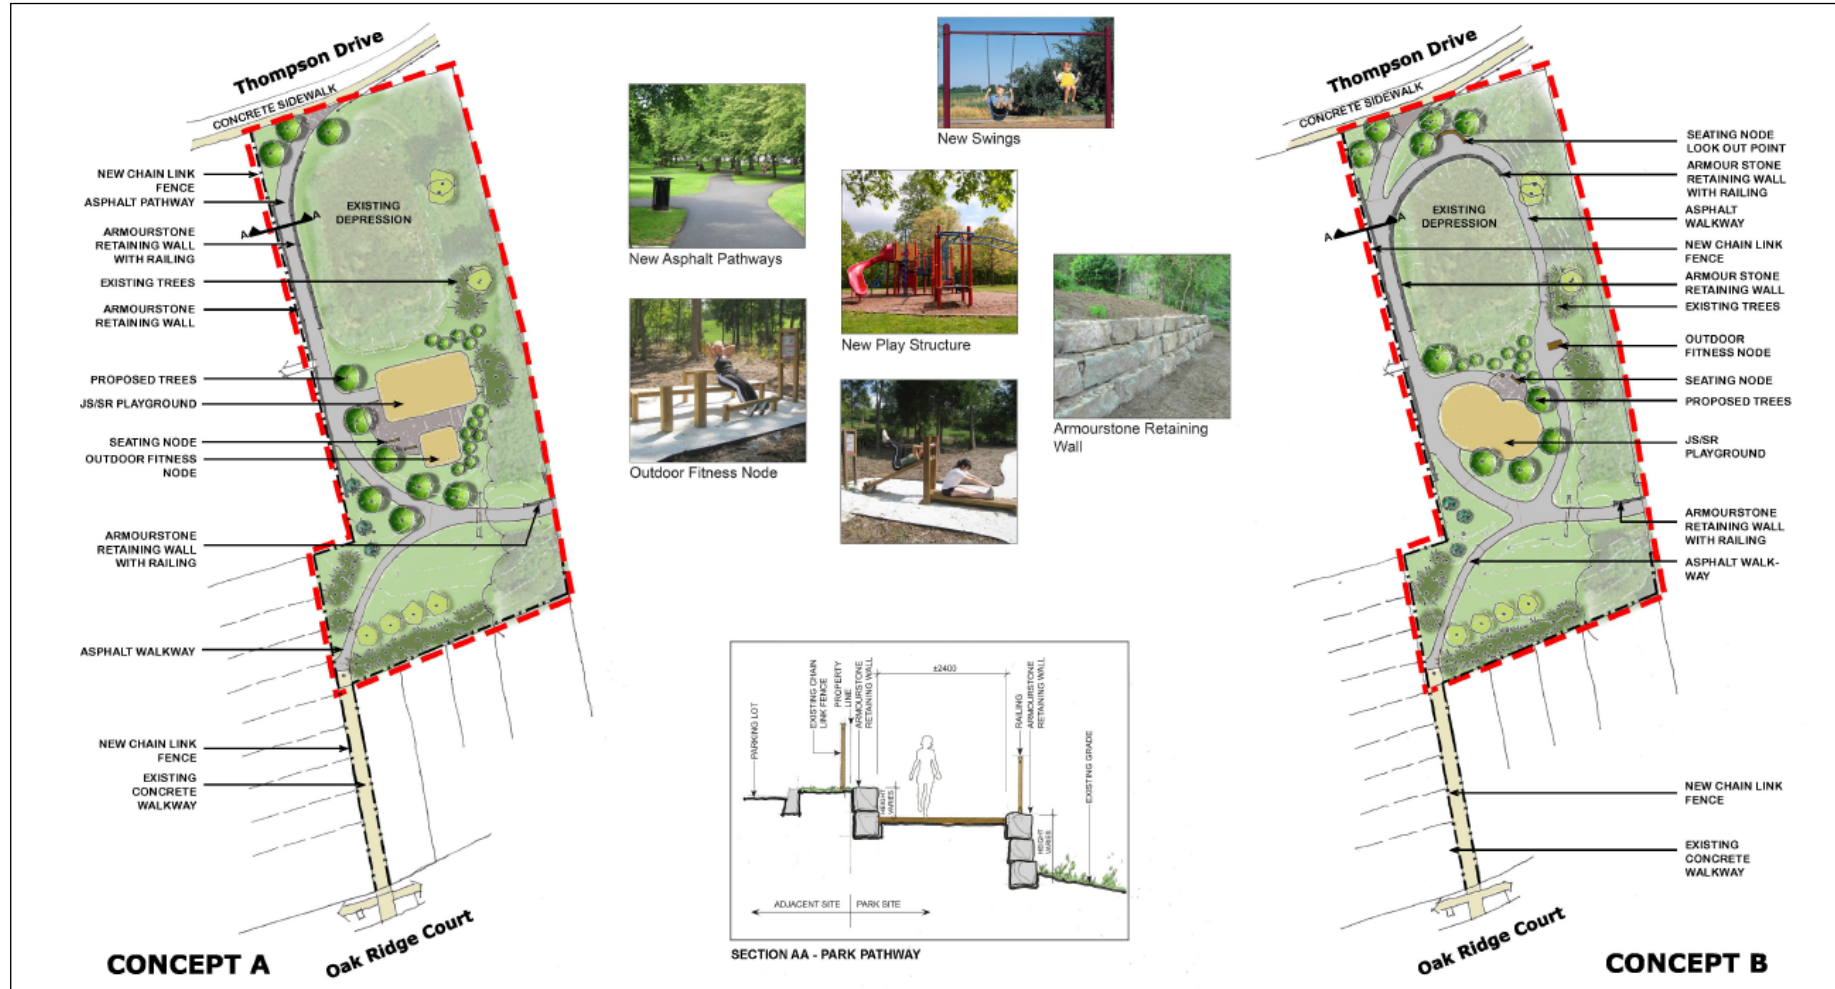 Thompson Drive
CONCRETE SIDEWALK
NEW CHAIN LINK
FENCE
ASPHALT PATHWAY
ARMOURSTONE
RETAINING WALL
WITH RAILING
EXISTING TREES
ARMOURSTONE
RETAINING WALL
PROPOSED TREES
JS/SR PLAYGROUND
SEATING NODE
OUTDOOR FITNESS
NODE
ARMOURSTONE
RETAINING WALL
WITH RAILING
ASPHALT WALKWAY
NEW CHAIN LINK
FENCE
EXISTING
CONCRETE
WALKWAY
A
A
EXISTING
DEPRESSION
Oak Ridge Court
CONCEPT A
New Swings
New Asphalt Pathways
New Play Structure
Outdoor Fitness Node
Armourstone Retaining
Wall
PARKING LOT
EXISTING CHAIN
LINK FENCE
PROPERTY
LINE
ARMOURSTONE
RETAINING WALL
±2400
RAILING
ARMOURSTONE
RETAINING WALL
EXISTING GRADE
HEIGHT
VARIES
HEIGHT
VARIES
ADJACENT SITE
PARK SITE
SECTION AA - PARK PATHWAY
Thompson Drive
CONCRETE SIDEWALK
A
A
EXISTING
DEPRESSION
SEATING NODE
LOOK OUT POINT
ARMOUR STONE
RETAINING WALL
WITH RAILING
ASPHALT
WALKWAY
NEW CHAIN LINK
FENCE
ARMOUR STONE
RETAINING WALL
EXISTING TREES
OUTDOOR
FITNESS NODE
SEATING NODE
PROPOSED TREES
JS/SR
PLAYGROUND
ARMOURSTONE
RETAINING WALL
WITH RAILING
ASPHALT WALK-
WAY
NEW CHAIN LINK
FENCE
EXISTING
CONCRETE
WALKWAY
Oak Ridge Court
CONCEPT B